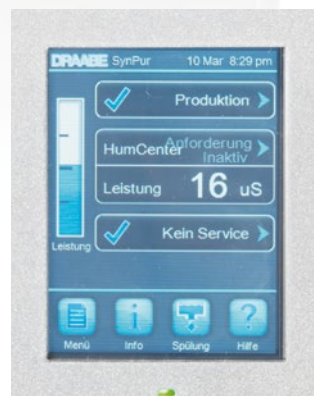 DRAABE SynPur 10 Mar 8:29 pm
Produktion
HumCenter Anforderung
Inaktiv
Leistung 16 uS
Kein Service
Leistung
Menü Info Spülung Hilfe